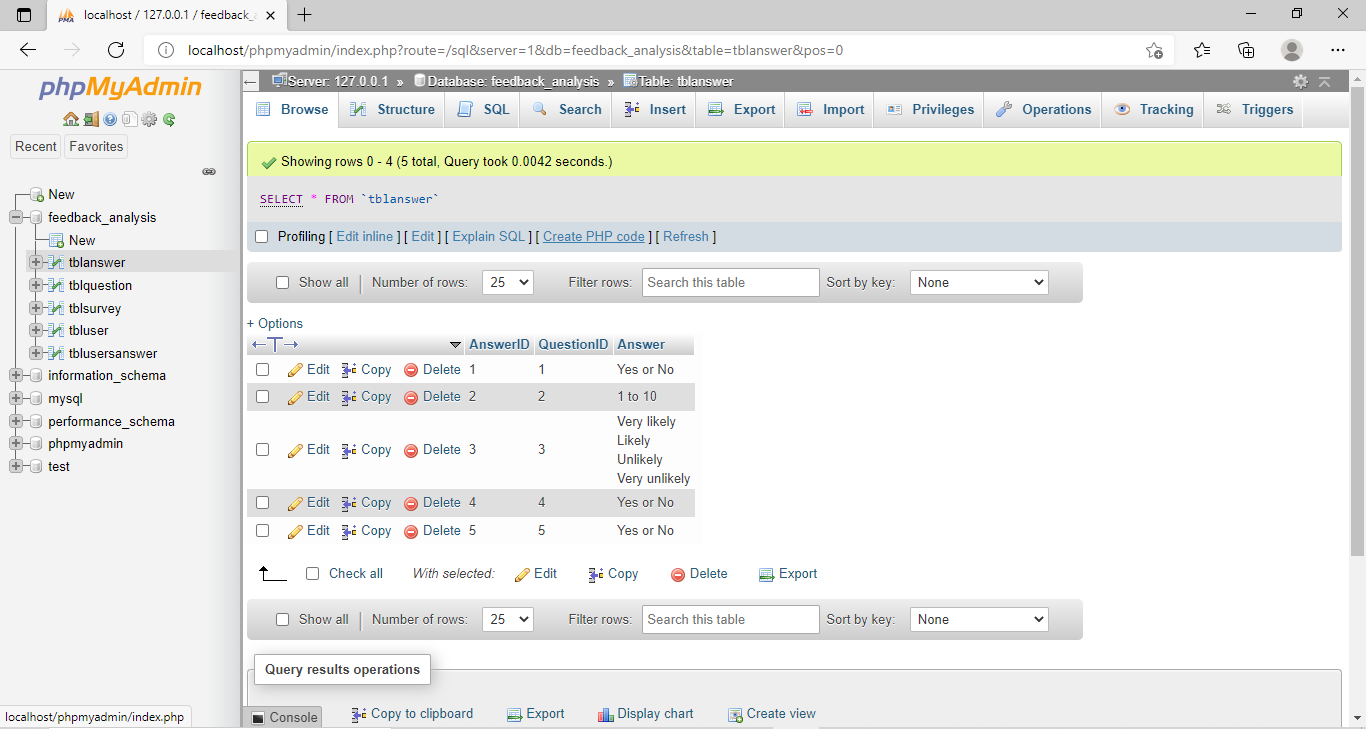 localhost / 127.0.0.1 / feedback_
localhost/phpmyadmin/index.php?route=/sql&server=1&db=feedback_analysis&table=tblanswer&pos=0
phpMyAdmin
Recent Favorites
New
feedback_analysis
New
tblanswer
tblquestion
tblsurvey
tbluser
tblusersanswer
information_schema
mysql
performance_schema
phpmyadmin
test
localhost/phpmyadmin/index.php
Server: 127.0.0.1 » Database: feedback_analysis » Table: tblanswer
Browse Structure SQL Search Insert Export Import Privileges Operations Tracking Triggers
Showing rows 0 - 4 (5 total, Query took 0.0042 seconds.)
SELECT * FROM `tblanswer`
Profiling [ Edit inline ] [ Edit ] [ Explain SQL ] [ Create PHP code ] [ Refresh ]
Show all Number of rows: 25 Filter rows: Search this table Sort by key: None
+ Options
←T→ AnswerID QuestionID Answer
Edit Copy Delete 1 1 Yes or No
Edit Copy Delete 2 2 1 to 10
Edit Copy Delete 3 3 Very likely
Likely
Unlikely
Very unlikely
Edit Copy Delete 4 4 Yes or No
Edit Copy Delete 5 5 Yes or No
Check all With selected: Edit Copy Delete Export
Show all Number of rows: 25 Filter rows: Search this table Sort by key: None
Query results operations
Console Copy to clipboard Export Display chart Create view